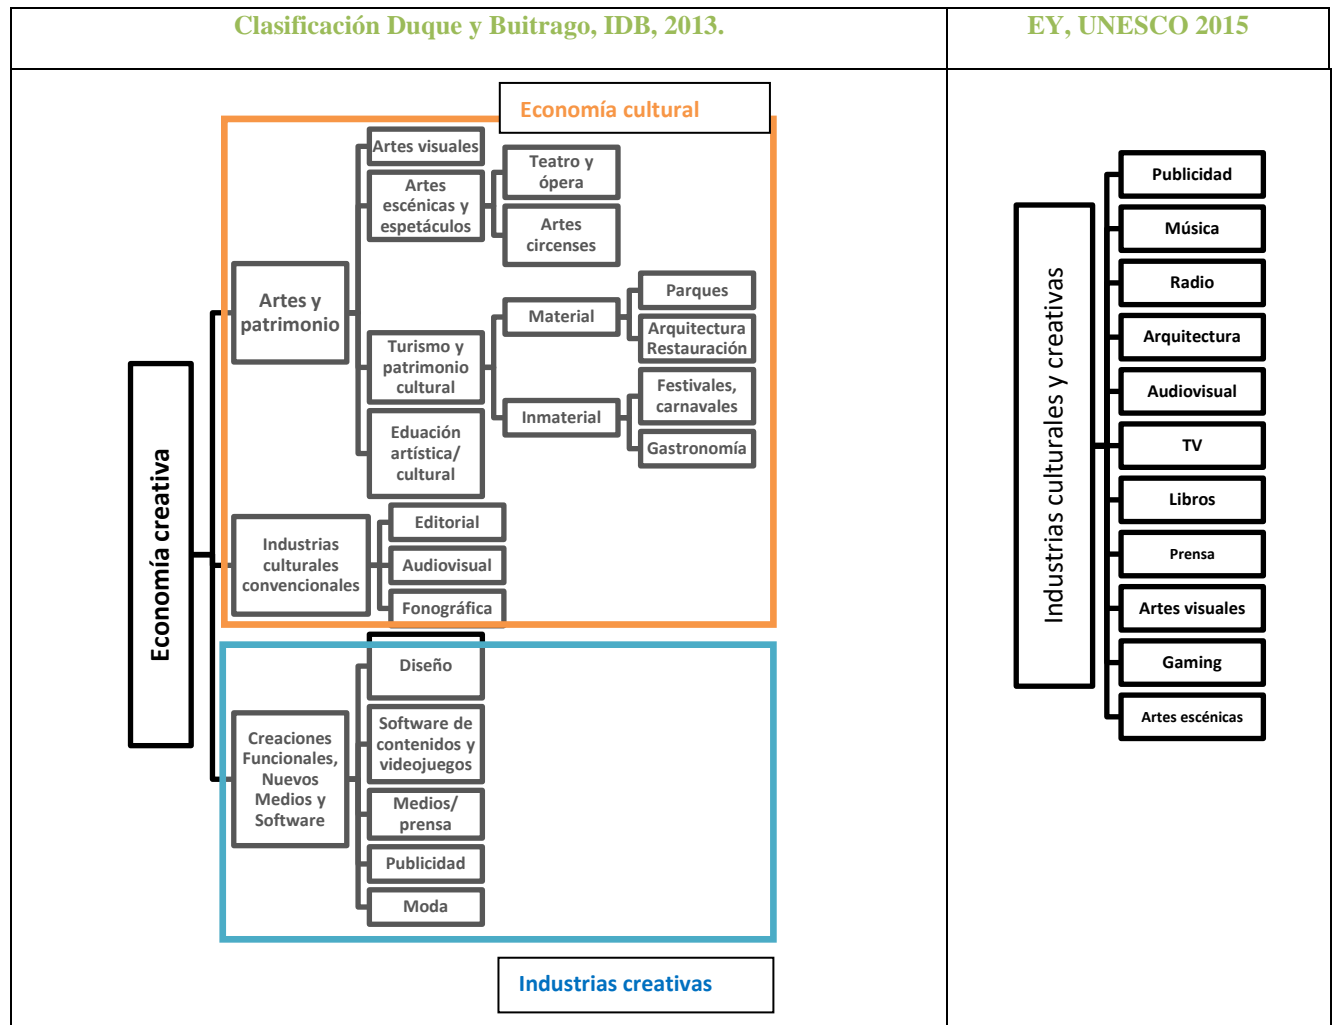 Clasificación Duque y Buitrago, IDB, 2013.
EY, UNESCO 2015
Economía cultural
Economía creativa
Artes y
patrimonio
Artes visuales
Artes
escénicas y
espetáculos
Teatro y
ópera
Artes
circenses
Turismo y
patrimonio
cultural
Material
Parques
Arquitectura
Restauración
Inmaterial
Festivales,
carnavales
Gastronomía
Eduación
artística/
cultural
Industrias
culturales
convencionales
Editorial
Audiovisual
Fonográfica
Creaciones
Funcionales,
Nuevos
Medios y
Software
Diseño
Software de
contenidos y
videojuegos
Medios/
prensa
Publicidad
Moda
Industrias creativas
Industrias culturales y creativas
Publicidad
Música
Radio
Arquitectura
Audiovisual
TV
Libros
Prensa
Artes visuales
Gaming
Artes escénicas